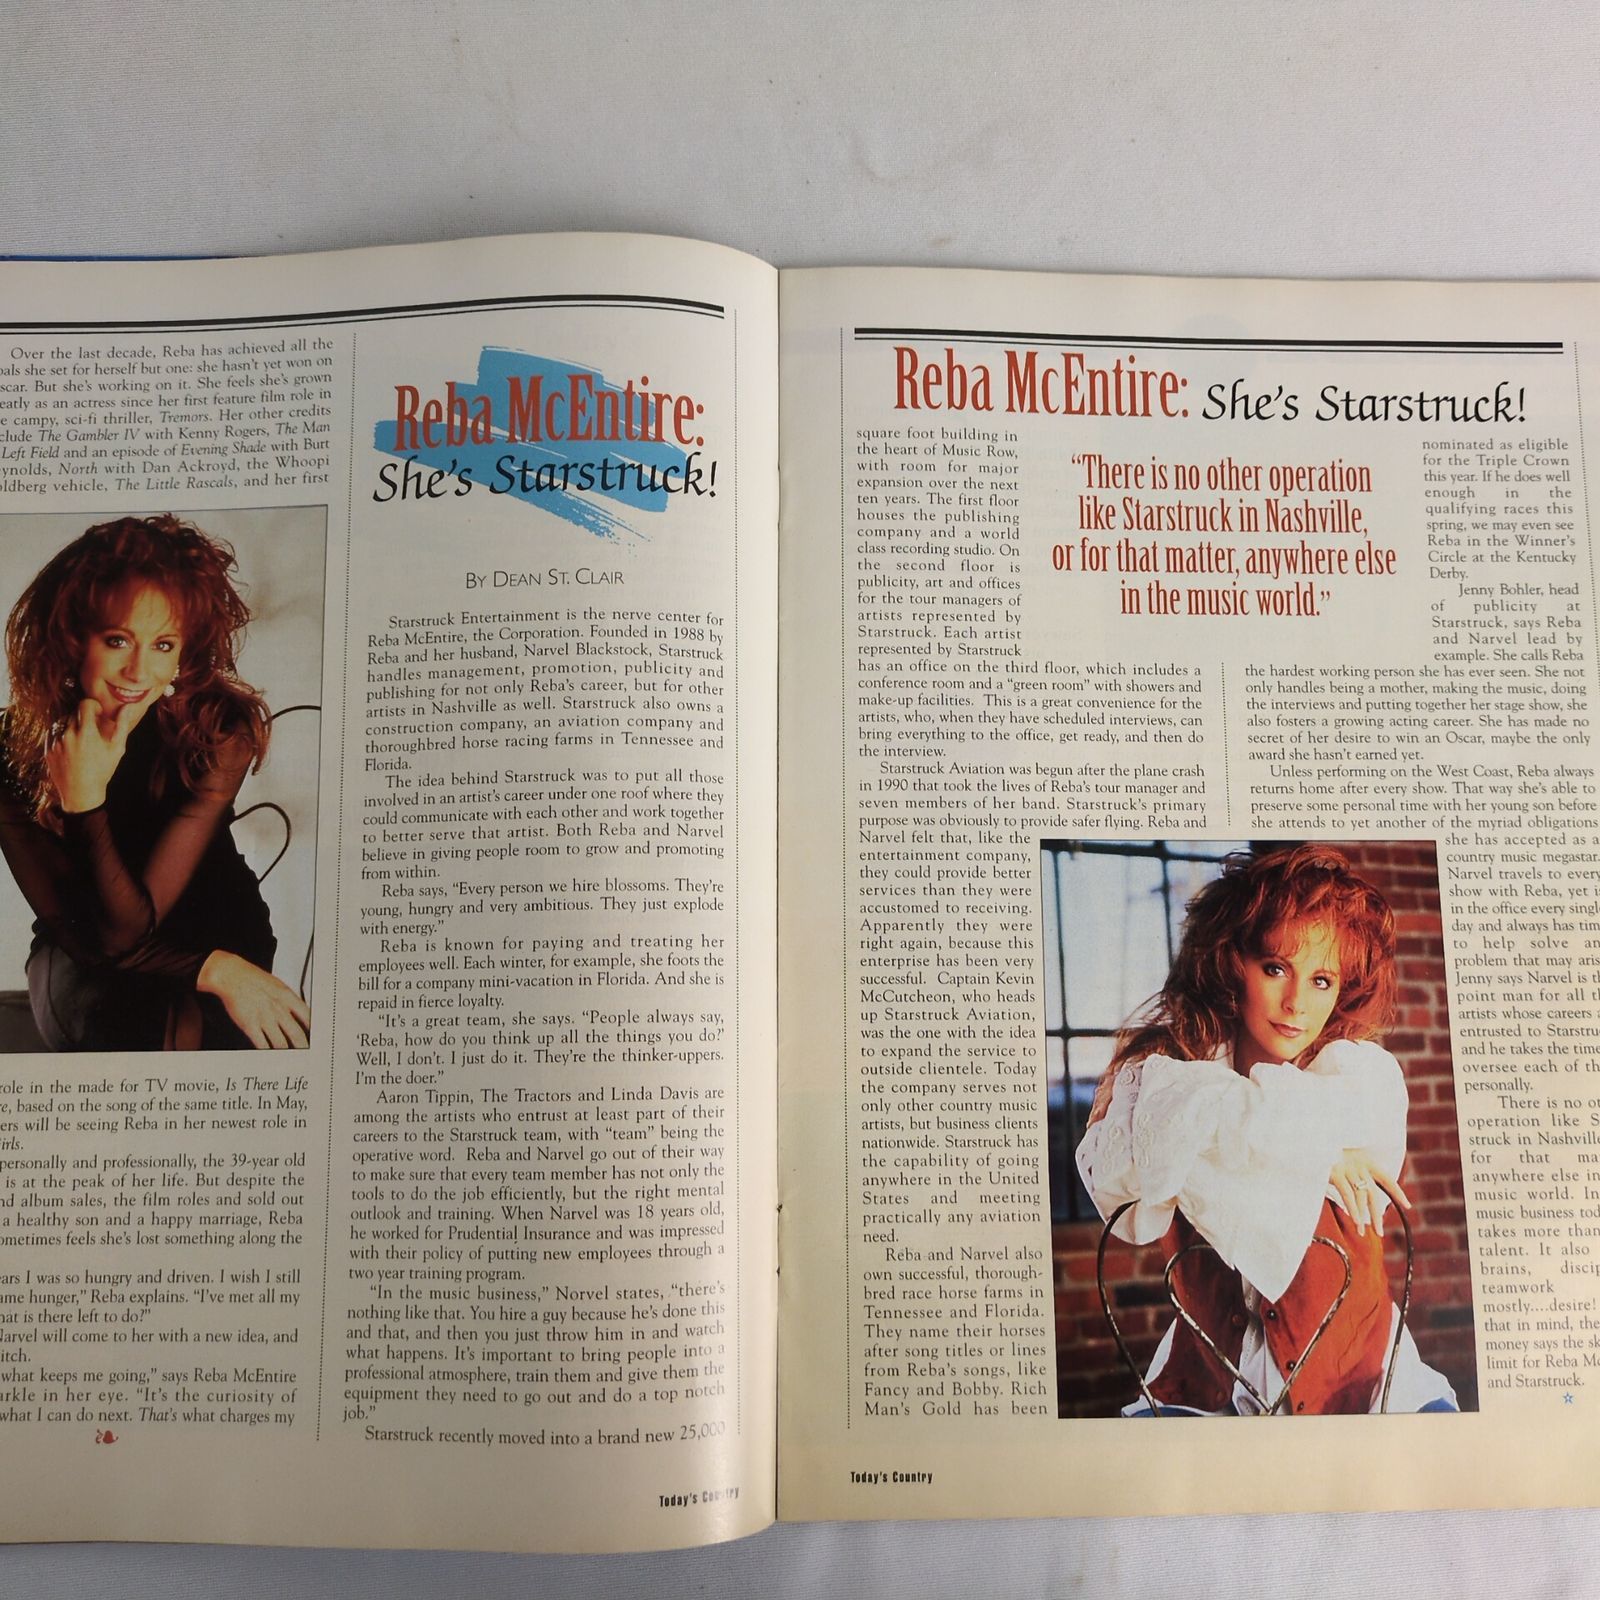 Over the last decade, Reba has achieved all the
she set for herself but one: she hasn't yet won on
But she's working on it. She feels she's grown
as an actress since her first feature film role in
campy, sci-fi thriller, Tremors. Her other credits
The Gambler IV with Kenny Rogers, The Man
Left Field and an episode of Evening Shade with Burt
North with Dan Ackroyd, the Whoopi
vehicle, The Little Rascals, and her first
role in the made for TV movie, Is There Life
based on the song of the same title. In May,
will be seeing Reba in her newest role in
personally and professionally, the 39-year old
is at the peak of her life. But despite the
album sales, the film roles and sold out
a healthy son and a happy marriage, Reba
feels she's lost something along the
I was so hungry and driven. I wish I still
hunger," Reba explains. "I've met all my
is there left to do?"
will come to her with a new idea, and
what keeps me going," says Reba McEntire
in her eye. "It's the curiosity of
what I can do next. That's what charges my
Reba McEntire:
She's Starstruck!
BY DEAN ST. CLAIR
Starstruck Entertainment is the nerve center for
Reba McEntire, the Corporation. Founded in 1988 by
Reba and her husband, Narvel Blackstock, Starstruck
handles management, promotion, publicity and
publishing for not only Reba's career, but for other
artists in Nashville as well. Starstruck also owns a
construction company, an aviation company and
thoroughbred horse racing farms in Tennessee and
Florida.
The idea behind Starstruck was to put all those
involved in an artist's career under one roof where they
could communicate with each other and work together
to better serve that artist. Both Reba and Narvel
believe in giving people room to grow and promoting
from within.
Reba says, "Every person we hire blossoms. They're
young, hungry and very ambitious. They just explode
with energy."
Reba is known for paying and treating her
employees well. Each winter, for example, she foots the
bill for a company mini-vacation in Florida. And she is
repaid in fierce loyalty.
"It's a great team, she says. "People always say,
'Reba, how do you think up all the things you do?'
Well, I don't. I just do it. They're the thinker-uppers.
I'm the doer."
Aaron Tippin, The Tractors and Linda Davis are
among the artists who entrust at least part of their
careers to the Starstruck team, with "team" being the
operative word. Reba and Narvel go out of their way
to make sure that every team member has not only the
tools to do the job efficiently, but the right mental
outlook and training. When Narvel was 18 years old,
he worked for Prudential Insurance and was impressed
with their policy of putting new employees through a
two year training program.
"In the music business," Norvel states, "there's
nothing like that. You hire a guy because he's done this
and that, and then you just throw him in and watch
what happens. It's important to bring people into a
professional atmosphere, train them and give them the
equipment they need to go out and do a top notch
job."
Starstruck recently moved into a brand new 25,000
Today's Country
Reba McEntire: She's Starstruck!
square foot building in
the heart of Music Row,
with room for major
expansion over the next
ten years. The first floor
houses the publishing
company and a world
class recording studio. On
the second floor is
publicity, art and offices
for the tour managers of
artists represented by
Starstruck. Each artist
represented by Starstruck
has an office on the third floor, which includes a
conference room and a "green room" with showers and
make-up facilities. This is a great convenience for the
artists, who, when they have scheduled interviews, can
bring everything to the office, get ready, and then do
the interview.
Starstruck Aviation was begun after the plane crash
in 1990 that took the lives of Reba's tour manager and
seven members of her band. Starstruck's primary
purpose was obviously to provide safer flying. Reba and
Narvel felt that, like the
entertainment company,
they could provide better
services than they were
accustomed to receiving.
Apparently they were
right again, because this
enterprise has been very
successful. Captain Kevin
McCutcheon, who heads
up Starstruck Aviation,
was the one with the idea
to expand the service to
outside clientele. Today
the company serves not
only other country music
artists, but business clients
nationwide. Starstruck has
the capability of going
anywhere in the United
States and meeting
practically any aviation
need.
Reba and Narvel also
own successful, thorough-
bred race horse farms in
Tennessee and Florida.
They name their horses
after song titles or lines
from Reba's songs, like
Fancy and Bobby. Rich
Man's Gold has been
"There is no other operation
like Starstruck in Nashville,
or for that matter, anywhere else
in the music world."
nominated as eligible
for the Triple Crown
this year. If he does well
enough in the
qualifying races this
spring, we may even see
Reba in the Winner's
Circle at the Kentucky
Derby.
Jenny Bohler, head
of publicity at
Starstruck, says Reba
and Narvel lead by
example. She calls Reba
the hardest working person she has ever seen. She not
only handles being a mother, making the music, doing
the interviews and putting together her stage show, she
also fosters a growing acting career. She has made no
secret of her desire to win an Oscar, maybe the only
award she hasn't earned yet.
Unless performing on the West Coast, Reba always
returns home after every show. That way she's able to
preserve some personal time with her young son before
she attends to yet another of the myriad obligations
she has accepted as a
country music megastar.
Narvel travels to every
show with Reba, yet
in the office every
day and always has
to help solve
problem that may
Jenny says Narvel is
point man for all
artists whose careers
entrusted to
and he takes the time
oversee each of
personally.
There is no
operation like
struck in Nashville
for that
anywhere else in
music world. In
music business
takes more than
talent. It also
brains,
teamwork
mostly....desire!
that in mind,
money says the
limit for Reba
and Starstruck.
Today's Country